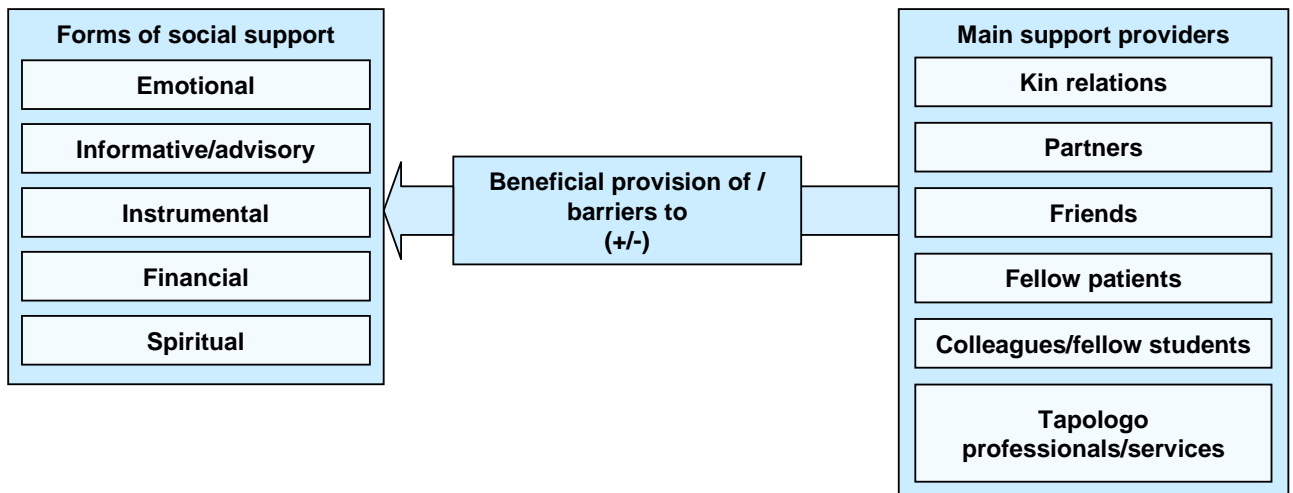 Forms of social support
Emotional
Informative/advisory
Instrumental
Financial
Spiritual
Beneficial provision of /
barriers to
(+/-)
Main support providers
Kin relations
Partners
Friends
Fellow patients
Colleagues/fellow students
Tapologo
professionals/services